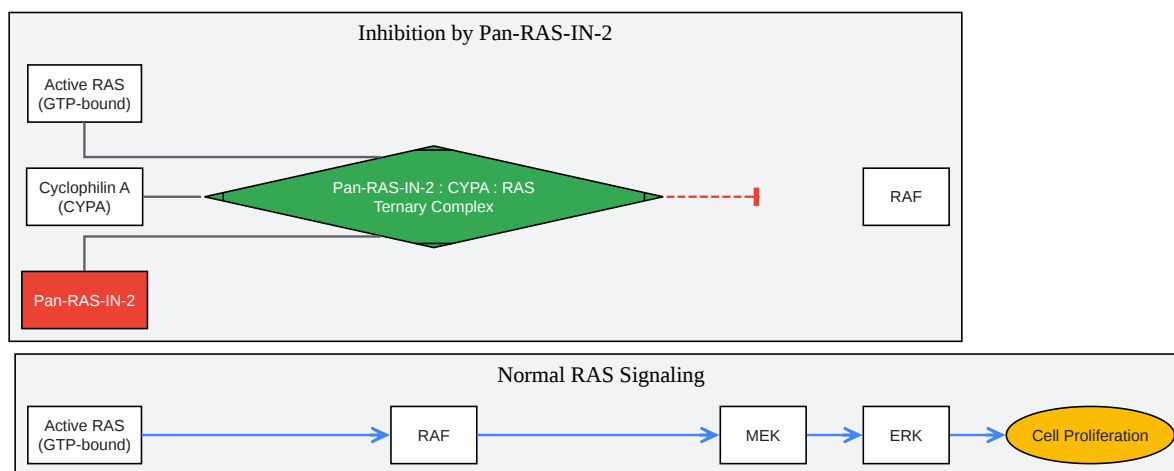 Inhibition by Pan-RAS-IN-2
Active RAS
(GTP-bound)
Cyclophilin A
(CYPA)
Pan-RAS-IN-2 : CYPA : RAS
Ternary Complex
RAF
Pan-RAS-IN-2
Normal RAS Signaling
Active RAS
(GTP-bound)
RAF
MEK
ERK
Cell Proliferation